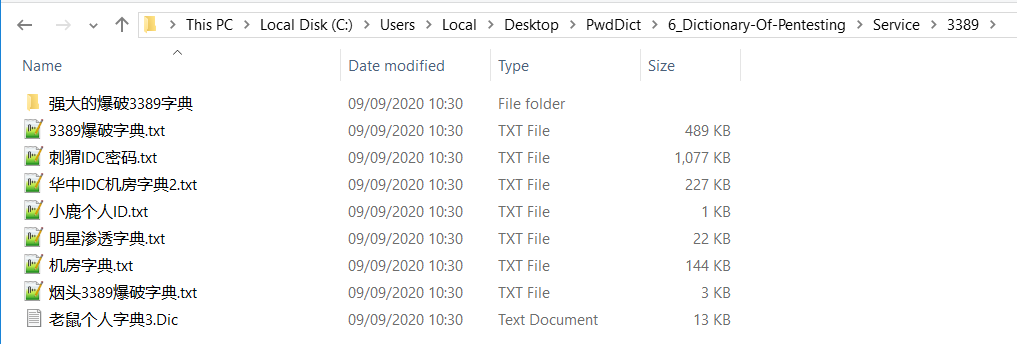 This PC > Local Disk (C:) > Users > Local > Desktop > PwdDict > 6_Dictionary-Of-Pentesting > Service > 3389 >
Name Date modified Type Size
强大的爆破3389字典 09/09/2020 10:30 File folder
3389爆破字典.txt 09/09/2020 10:30 TXT File 489 KB
刺猬IDC密码.txt 09/09/2020 10:30 TXT File 1,077 KB
华中IDC机房字典2.txt 09/09/2020 10:30 TXT File 227 KB
小鹿个人ID.txt 09/09/2020 10:30 TXT File 1 KB
明星渗透字典.txt 09/09/2020 10:30 TXT File 22 KB
机房字典.txt 09/09/2020 10:30 TXT File 144 KB
烟头3389爆破字典.txt 09/09/2020 10:30 TXT File 3 KB
老鼠个人字典3.Dic 09/09/2020 10:30 Text Document 13 KB